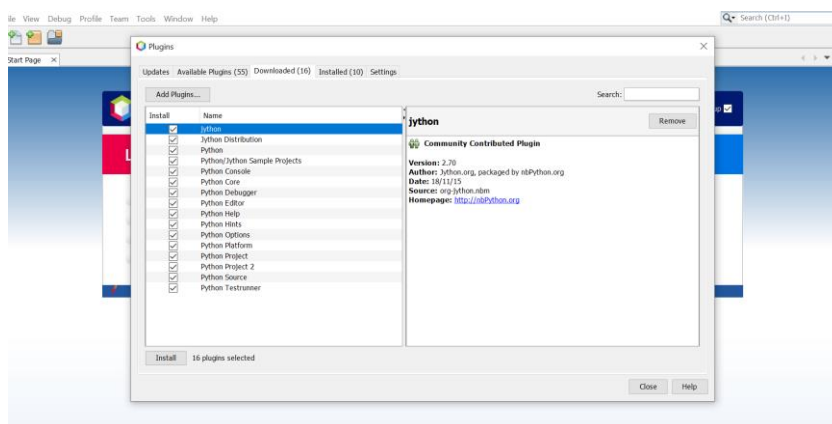 ile View Debug Profile Team Tools Window Help
Search (Ctrl+I)
Start Page
Plugins
Updates Available Plugins (55) Downloaded (16) Installed (10) Settings
Add Plugins...
Search:
Install Name
Jython
Jython Distribution
Python
Python/Jython Sample Projects
Python Console
Python Core
Python Debugger
Python Editor
Python Help
Python Hints
Python Options
Python Platform
Python Project
Python Project 2
Python Source
Python Testrunner
jython
Remove
Community Contributed Plugin
Version: 2.70
Author: Jython.org, packaged by nbPython.org
Date: 18/11/15
Source: org-jython.nbm
Homepage: http://nbPython.org
up
L
Install 16 plugins selected
Close Help